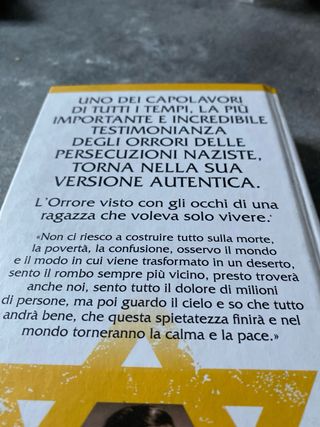 UNO DEI CAPOLAVORI
DI TUTTI I TEMPI, LA PIÙ
IMPORTANTE E INCREDIBILE
TESTIMONIANZA
DEGLI ORRORI DELLE
PERSECUZIONI NAZISTE,
TORNA NELLA SUA
VERSIONE AUTENTICA.
L'Orrore visto con gli occhi di una
ragazza che voleva solo vivere.
«Non ci riesco a costruire tutto sulla morte,
la povertà, la confusione, osservo il mondo
e il modo in cui viene trasformato in un deserto,
sento il rombo sempre più vicino, presto troverà
anche noi, sento tutto il dolore di milioni
di persone, ma poi guardo il cielo e so che tutto
andrà bene, che questa spietatezza finirà e nel
mondo torneranno la calma e la pace.»